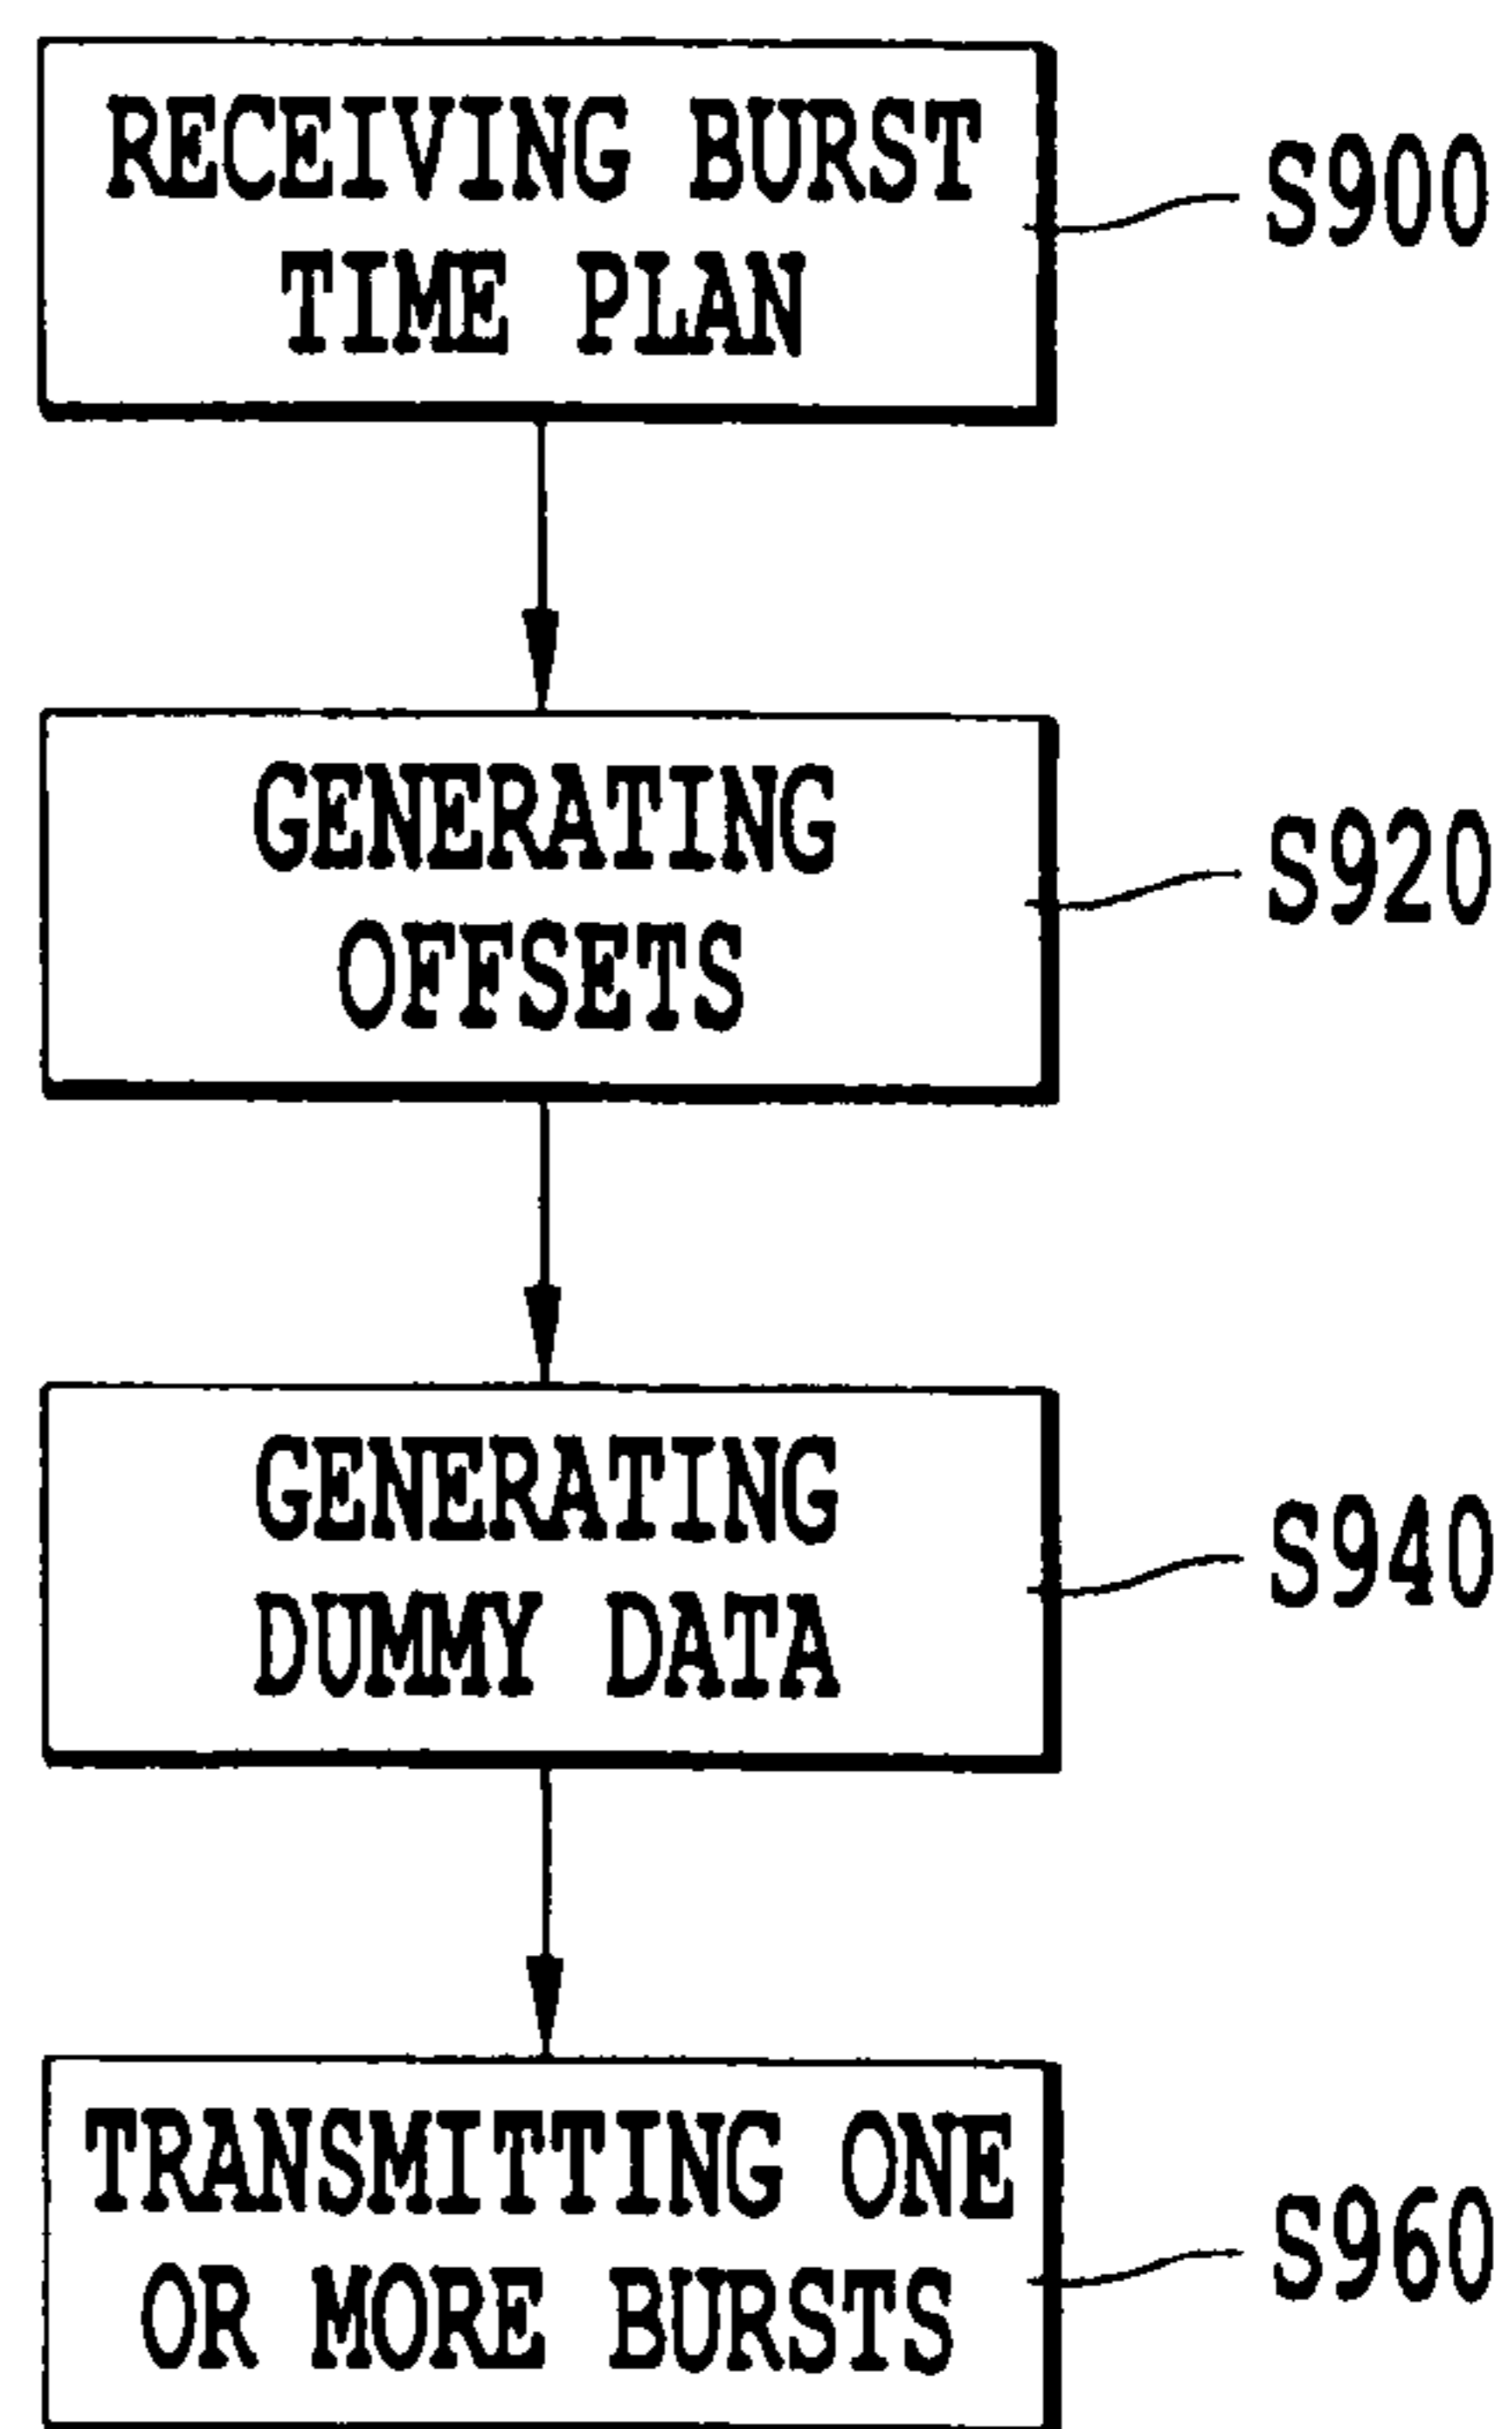 RECEIVING BURST
TIME PLAN
S900
GENERATING
OFFSETS
S920
GENERATING
DUMMY DATA
S940
TRANSMITTING ONE
OR MORE BURSTS
S960